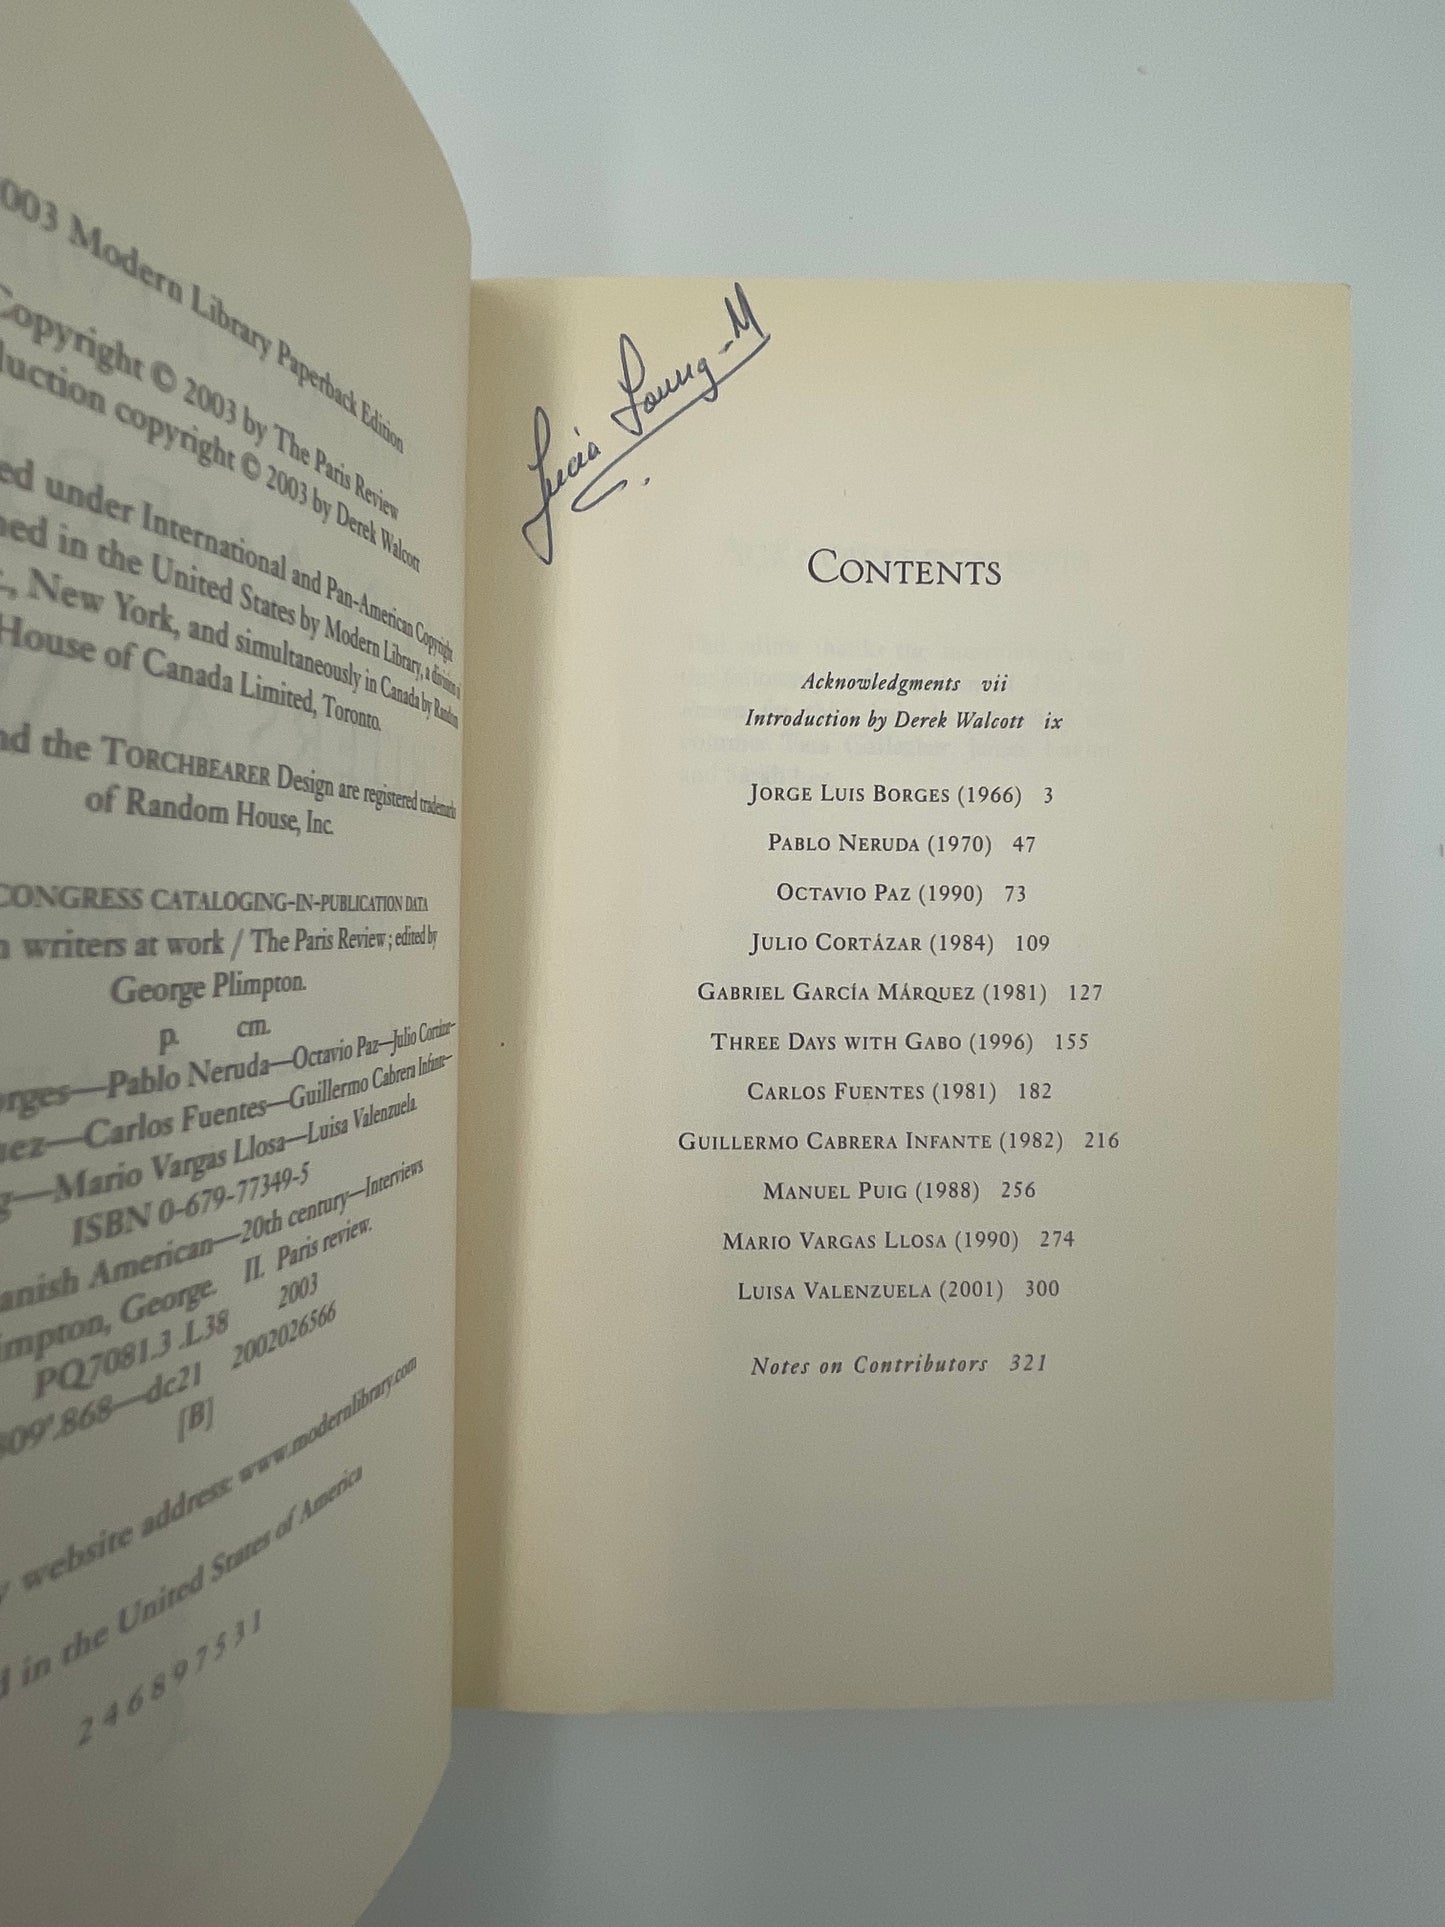 003 Modern Library Paperback Edition
Copyright © 2003 by The Paris Review
duction copyright © 2003 by Derek Walcott
ed under International and Pan-American Copyright
hed in the United States by Modern Library, a division of
., New York, and simultaneously in Canada by Random
House of Canada Limited, Toronto.
nd the TORCHBEARER Design are registered trademarks
of Random House, Inc.
CONGRESS CATALOGING-IN-PUBLICATION DATA
n writers at work / The Paris Review; edited by
George Plimpton.
p. cm.
orges—Pablo Neruda—Octavio Paz—Julio Cortázar—
uez—Carlos Fuentes—Guillermo Cabrera Infante—
g—Mario Vargas Llosa—Luisa Valenzuela.
ISBN 0-679-77349-5
anish American—20th century—Interviews
impton, George. II. Paris review.
PQ7081.3 .L38 2003
809'.868—dc21 2002026566
[B]
website address: www.modernlibrary.com
d in the United States of America
2 4 6 8 9 7 5 3 1
Lucía Young-M
CONTENTS
Acknowledgments vii
Introduction by Derek Walcott ix
JORGE LUIS BORGES (1966) 3
PABLO NERUDA (1970) 47
OCTAVIO PAZ (1990) 73
JULIO CORTÁZAR (1984) 109
GABRIEL GARCÍA MÁRQUEZ (1981) 127
THREE DAYS WITH GABO (1996) 155
CARLOS FUENTES (1981) 182
GUILLERMO CABRERA INFANTE (1982) 216
MANUEL PUIG (1988) 256
MARIO VARGAS LLOSA (1990) 274
LUISA VALENZUELA (2001) 300
Notes on Contributors 321